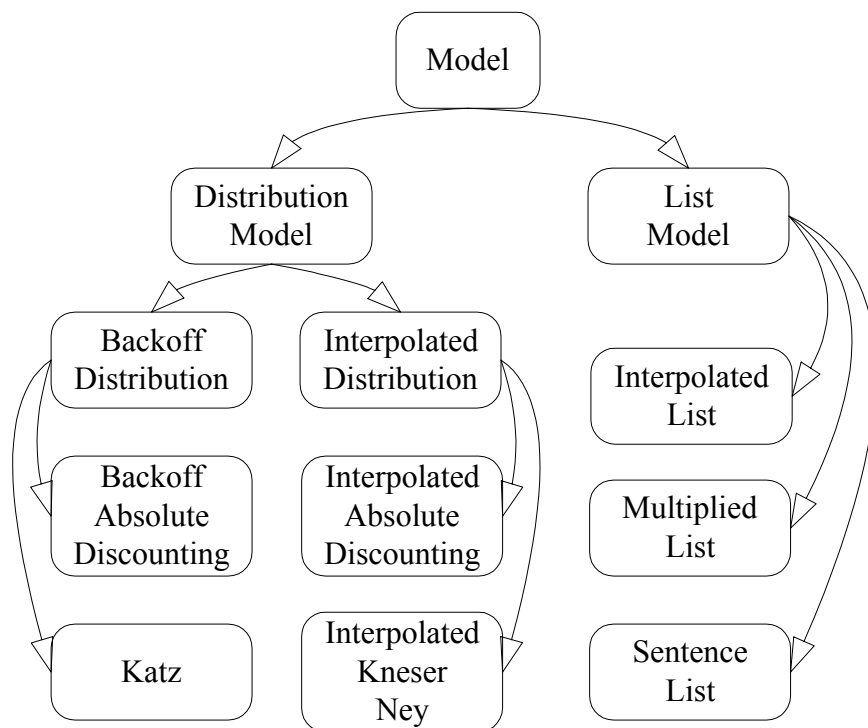 Model
Distribution
Model
List
Model
Backoff
Distribution
Interpolated
Distribution
Interpolated
List
Backoff
Absolute
Discounting
Interpolated
Absolute
Discounting
Multiplied
List
Katz
Interpolated
Kneser
Ney
Sentence
List